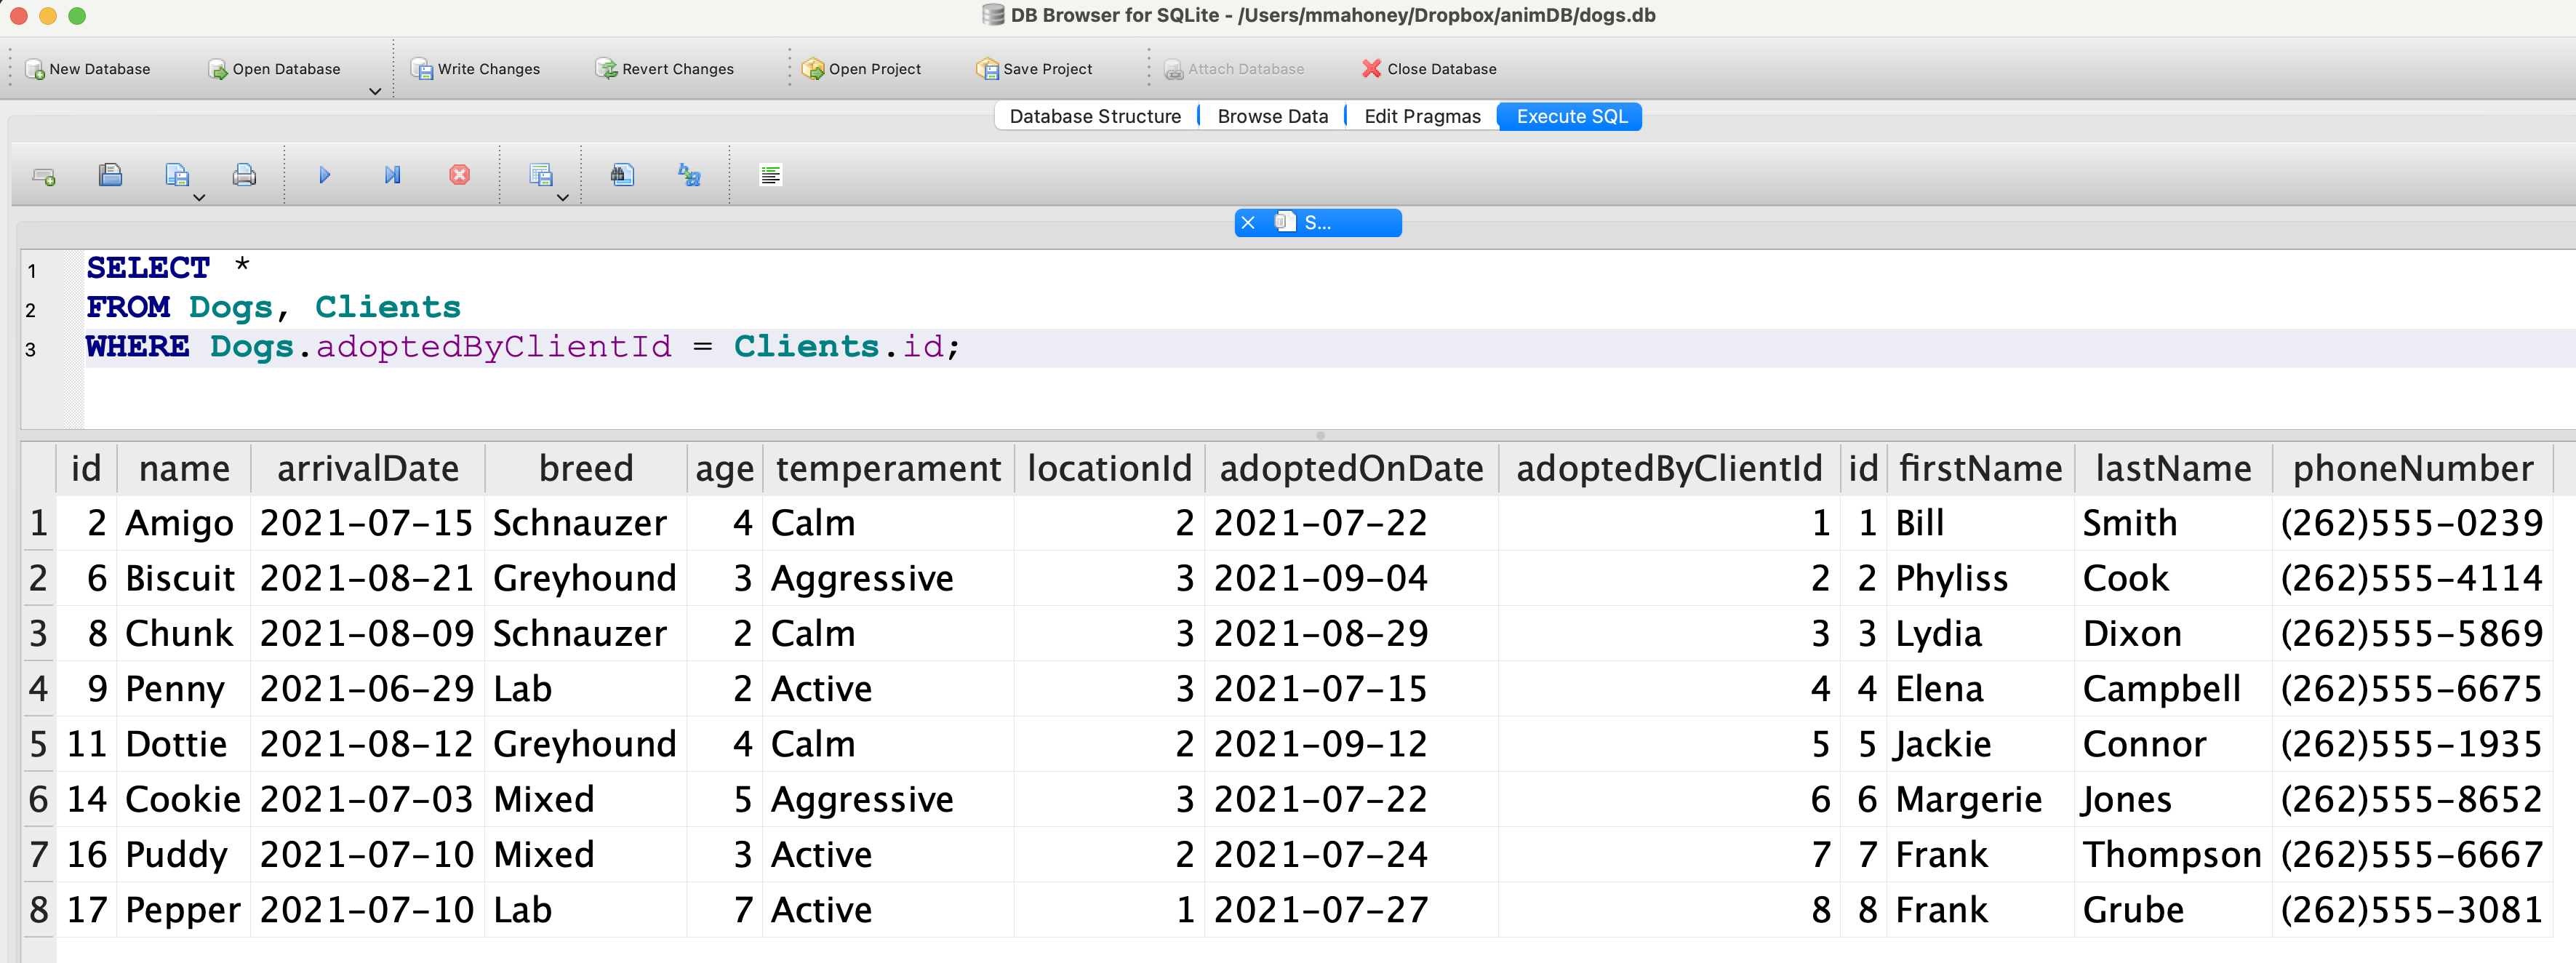 DB Browser for SQLite - /Users/mmahoney/Dropbox/animDB/dogs.db
New Database Open Database Write Changes Revert Changes Open Project Save Project Attach Database Close Database
Database Structure Browse Data Edit Pragmas Execute SQL
S...
1 SELECT *
2 FROM Dogs, Clients
3 WHERE Dogs.adoptedByClientId = Clients.id;
id name arrivalDate breed age temperament locationId adoptedOnDate adoptedByClientId id firstName lastName phoneNumber
1 2 Amigo 2021-07-15 Schnauzer 4 Calm 2 2021-07-22 1 1 Bill Smith (262)555-0239
2 6 Biscuit 2021-08-21 Greyhound 3 Aggressive 3 2021-09-04 2 2 Phyliss Cook (262)555-4114
3 8 Chunk 2021-08-09 Schnauzer 2 Calm 3 2021-08-29 3 3 Lydia Dixon (262)555-5869
4 9 Penny 2021-06-29 Lab 2 Active 3 2021-07-15 4 4 Elena Campbell (262)555-6675
5 11 Dottie 2021-08-12 Greyhound 4 Calm 2 2021-09-12 5 5 Jackie Connor (262)555-1935
6 14 Cookie 2021-07-03 Mixed 5 Aggressive 3 2021-07-22 6 6 Margerie Jones (262)555-8652
7 16 Puddy 2021-07-10 Mixed 3 Active 2 2021-07-24 7 7 Frank Thompson (262)555-6667
8 17 Pepper 2021-07-10 Lab 7 Active 1 2021-07-27 8 8 Frank Grube (262)555-3081